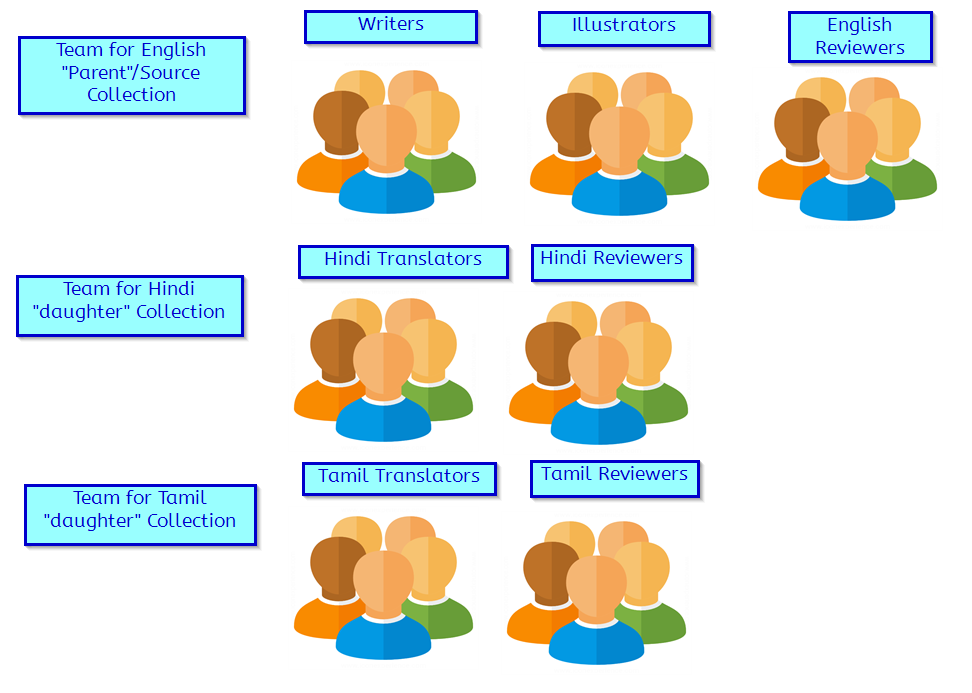 Team for English
"Parent"/Source
Collection
Writers
Illustrators
English
Reviewers
Team for Hindi
"daughter" Collection
Hindi Translators
Hindi Reviewers
Team for Tamil
"daughter" Collection
Tamil Translators
Tamil Reviewers